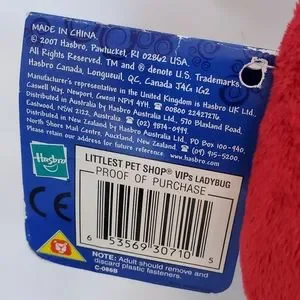 MADE IN CHINA.
© 2007 Hasbro, Pawtucket, RI 02862 USA.
All Rights Reserved. TM and ® denote U.S. Trademarks.
Hasbro Canada, Longueuil, QC, Canada J4G 1G2
Manufacturer's representative in the United Kingdom is Hasbro UK Ltd,
Caswell Way, Newport, Gwent NP19 4YH. ☎ 00800 22427276.
Distributed in Australia by Hasbro Australia Ltd., 570 Blaxland Road,
Eastwood, NSW 2122, Australia. ☎ (02) 9874-0999.
Distributed in New Zealand by Hasbro Australia Ltd., PO Box 100-940,
North Shore Mail Centre, Auckland, New Zealand. ☎ (09) 915-5200
Please retain this address for future reference. www.hasbro.com
CE
Hasbro
LITTLEST PET SHOP® VIPs LADYBUG
PROOF OF PURCHASE
6 53569 30710 5
NOTE: Adult should remove and
discard plastic fasteners.
C-086B